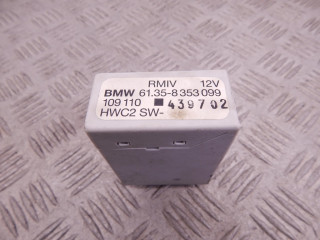 RMIV 12V
BMW 61.35-8 353 099
109 110 ■ 439702
HWC2 SW-